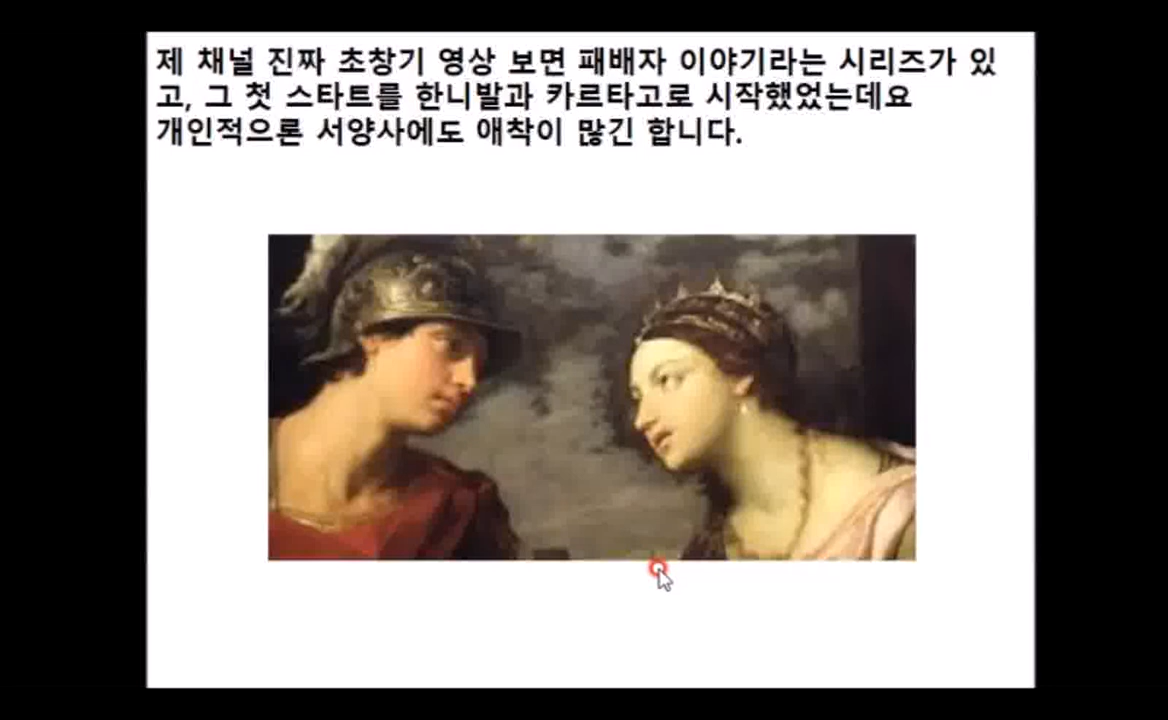 제 채널 진짜 초창기 영상 보면 패배자 이야기라는 시리즈가 있
고, 그 첫 스타트를 한니발과 카르타고로 시작했었는데요
개인적으론 서양사에도 애착이 많긴 합니다.